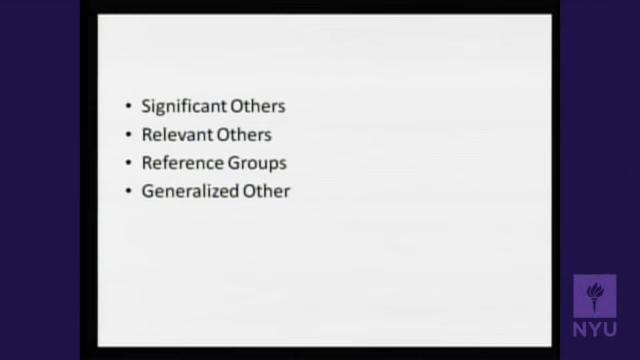 • Significant Others
• Relevant Others
• Reference Groups
• Generalized Other
NYU